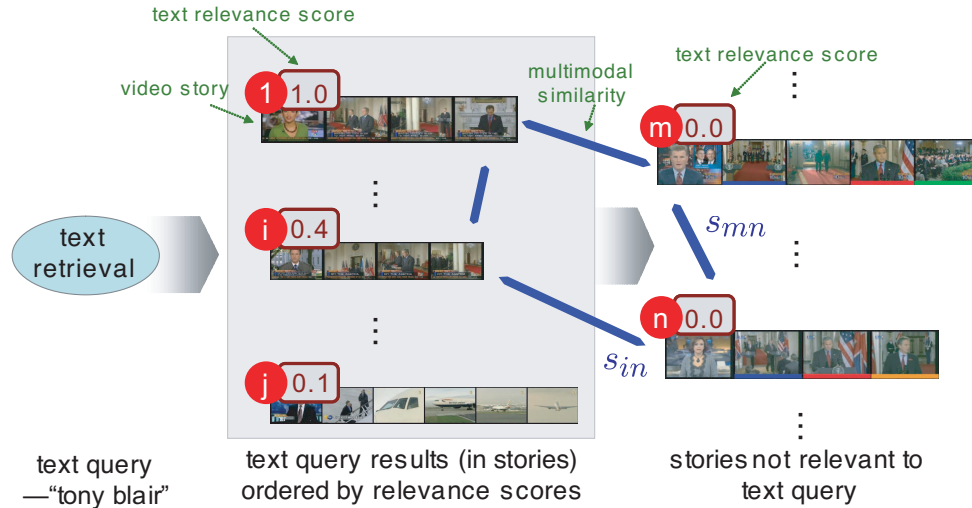 text relevance score
video story
1
1.0
multimodal
similarity
text relevance score
m
0.0
text
retrieval
i
0.4
s_mn
n
0.0
s_in
j
0.1
text query
—“tony blair”
text query results (in stories)
ordered by relevance scores
stories not relevant to
text query